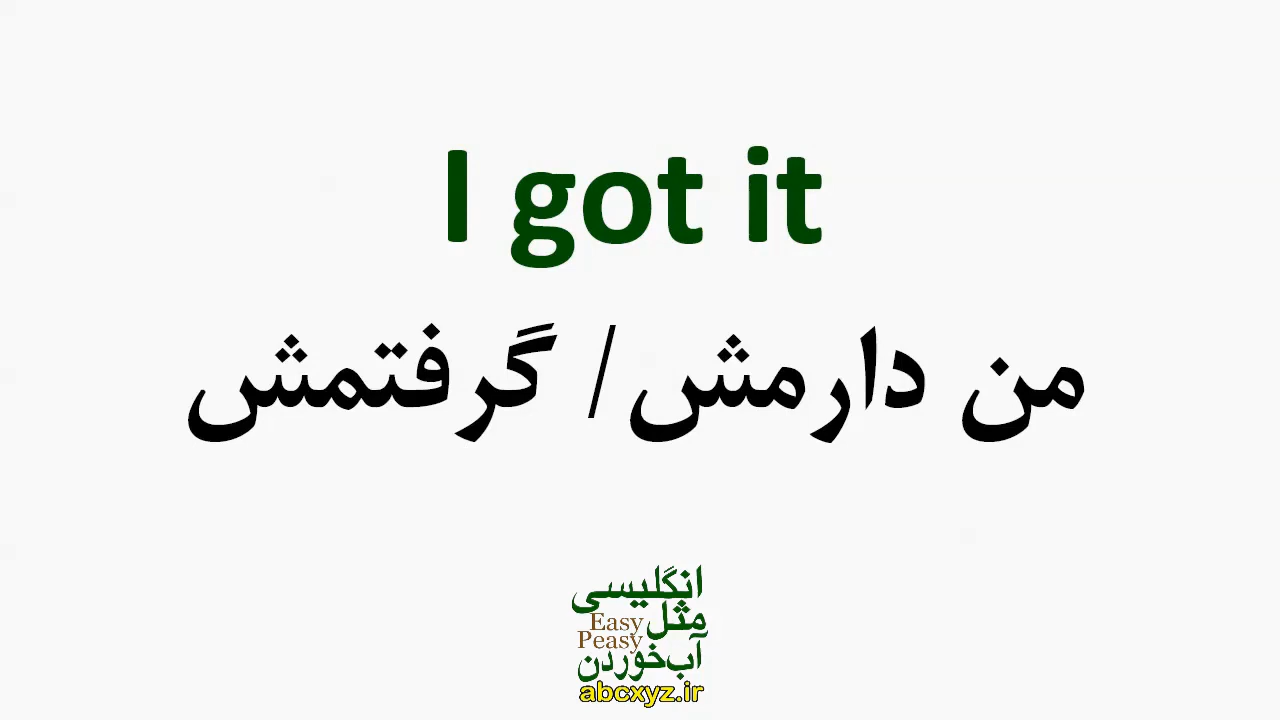 I got it
من دارمش / گرفتمش
انگلیسی
مثل Easy
Peasy
آب‌خوردن
abcxyz.ir